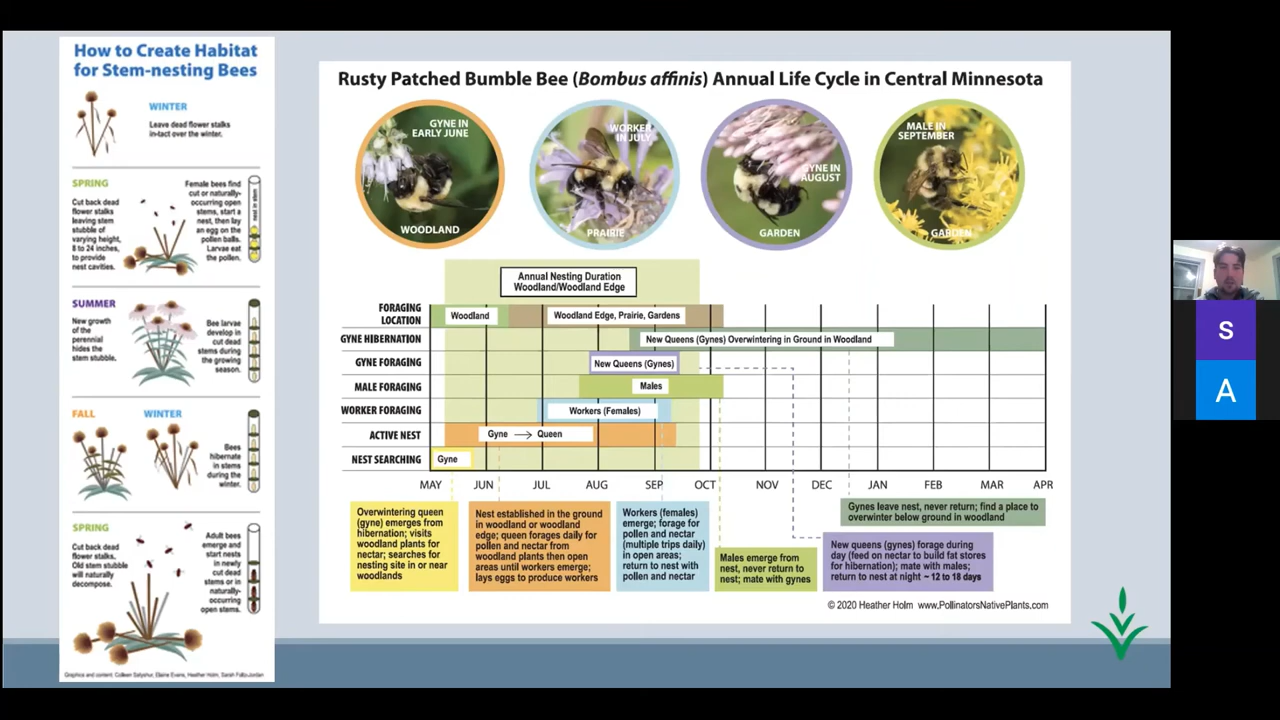 How to Create Habitat
for Stem-nesting Bees
WINTER
Leave dead flower stalks
in-tact over the winter.
SPRING
Cut back dead
flower stalks
leaving stem
stubble of
varying height,
8 to 24 inches,
to provide
nest cavities.
Female bees find
cut or naturally-
occurring open
stems, start a
nest, then lay
an egg on the
pollen balls.
Larvae eat
the pollen.
nest in stem
SUMMER
New growth
of the
perennial
hides the
stem stubble.
Bee larvae
develop in
cut dead
stems during
the growing
season.
FALL
WINTER
Bees
hibernate
in stems
during the
winter.
SPRING
Cut back dead
flower stalks.
Old stem stubble
will naturally
decompose.
Adult bees
emerge and
start nests
in newly
cut dead
stems or in
naturally-
occurring
open stems.
Graphics and content: Colleen Satyshur, Elaine Evans, Heather Holm, Sarah Foltz-Jordan
Rusty Patched Bumble Bee (Bombus affinis) Annual Life Cycle in Central Minnesota
GYNE IN
EARLY JUNE
WOODLAND
WORKER
IN JULY
PRAIRIE
GYNE IN
AUGUST
GARDEN
MALE IN
SEPTEMBER
GARDEN
Annual Nesting Duration
Woodland/Woodland Edge
FORAGING
LOCATION
Woodland
Woodland Edge, Prairie, Gardens
GYNE HIBERNATION
New Queens (Gynes) Overwintering in Ground in Woodland
GYNE FORAGING
New Queens (Gynes)
MALE FORAGING
Males
WORKER FORAGING
Workers (Females)
ACTIVE NEST
Gyne → Queen
NEST SEARCHING
Gyne
MAY JUN JUL AUG SEP OCT NOV DEC JAN FEB MAR APR
Overwintering queen
(gyne) emerges from
hibernation; visits
woodland plants for
nectar; searches for
nesting site in or near
woodlands
Nest established in the ground
in woodland or woodland
edge; queen forages daily for
pollen and nectar from
woodland plants then open
areas until workers emerge;
lays eggs to produce workers
Workers (females)
emerge; forage for
pollen and nectar
(multiple trips daily)
in open areas;
return to nest with
pollen and nectar
Males emerge from
nest, never return to
nest; mate with gynes
New queens (gynes) forage during
day (feed on nectar to build fat stores
for hibernation); mate with males;
return to nest at night ~ 12 to 18 days
Gynes leave nest, never return; find a place to
overwinter below ground in woodland
© 2020 Heather Holm www.PollinatorsNativePlants.com
S
A